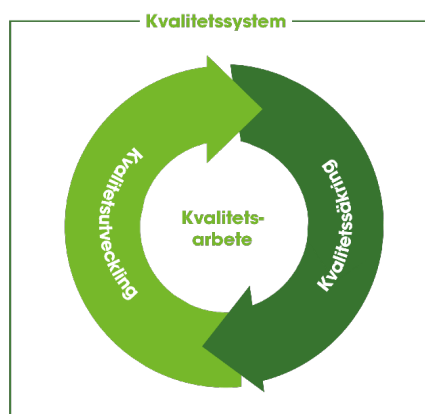 Kvalitetssystem
Kvalitetsutveckling
Kvalitets-
arbete
Kvalitetssäkring